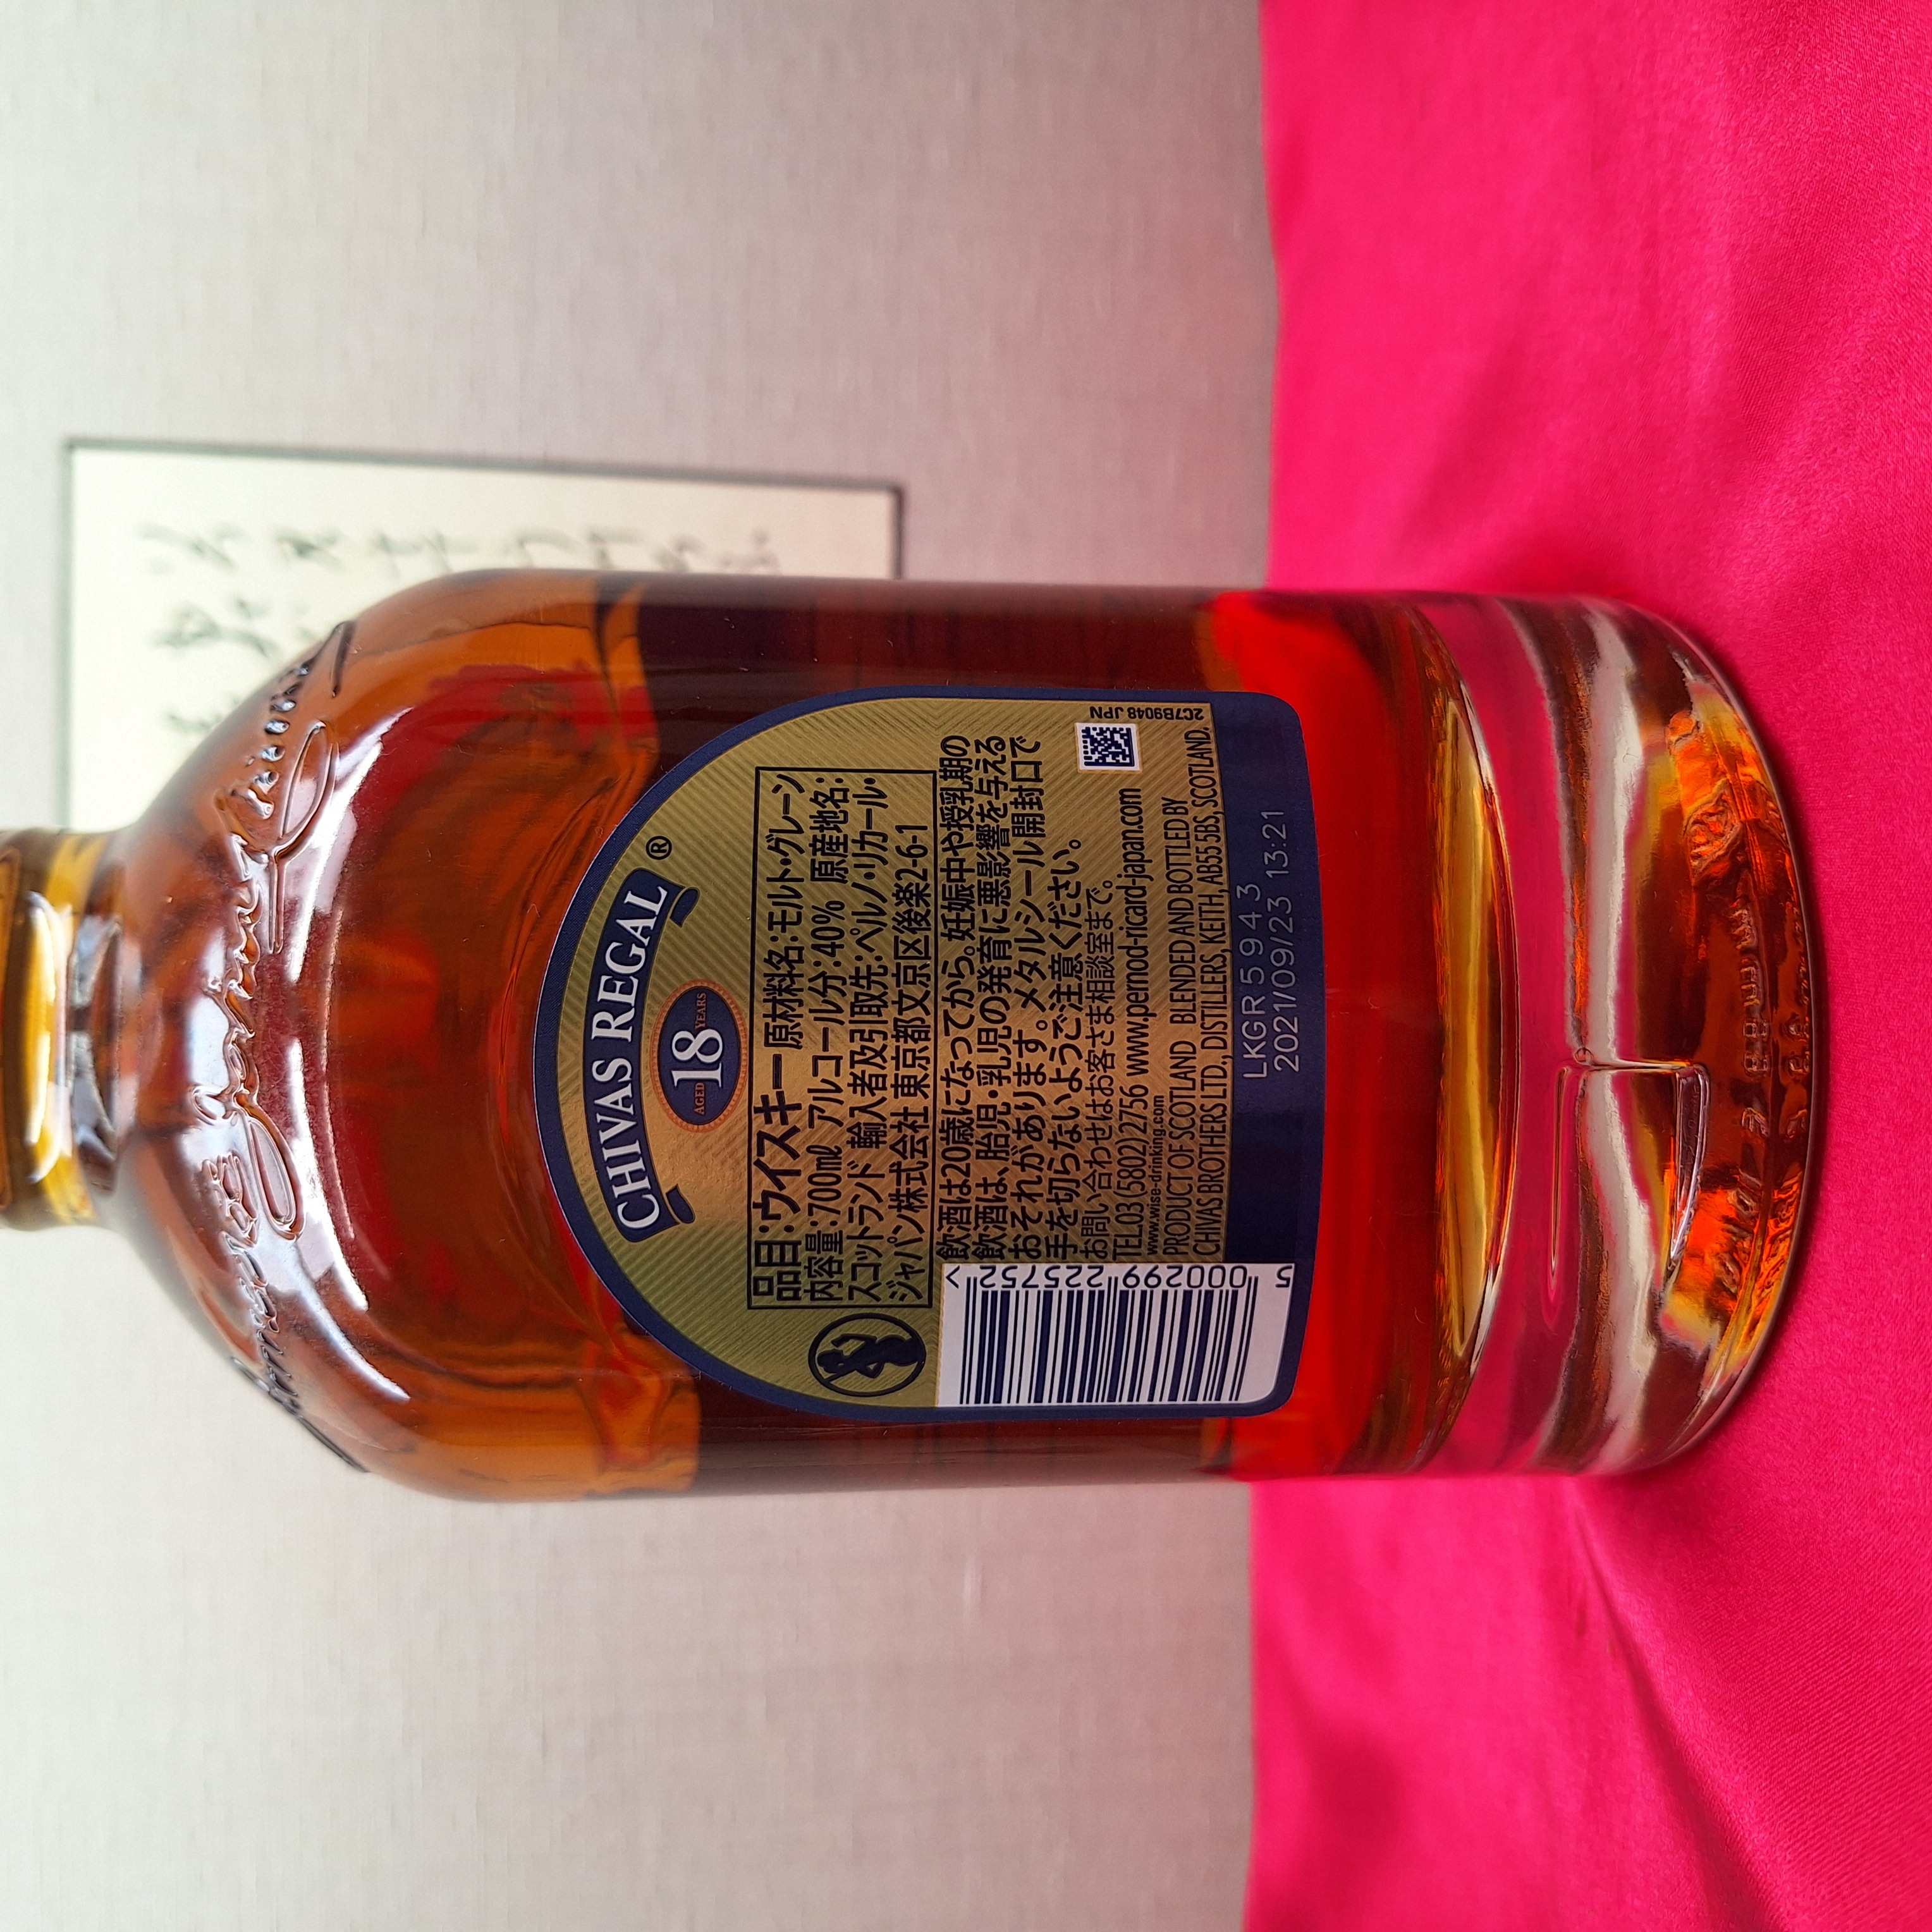 CHIVAS REGAL®
AGED 18 YEARS
品目:ウイスキー 原材料名:モルト・グレーン
内容量:700㎖ アルコール分:40% 原産地名:
スコットランド 輸入者及引取先:ペルノ・リカール・
ジャパン株式会社 東京都文京区後楽2-6-1
飲酒は20歳になってから。妊娠中や授乳期の
飲酒は、胎児・乳児の発育に悪影響を与える
おそれがあります。メタルシール開封口で
手を切らないようご注意ください。
お問い合わせはお客さま相談室まで。
TEL03(5802)2756 www.pernod-ricard-japan.com
www.wise-drinking.com
PRODUCT OF SCOTLAND BLENDED AND BOTTLED BY
CHIVAS BROTHERS LTD., DISTILLERS, KEITH, AB55 5BS, SCOTLAND.
2C7B9048 JPN
5 000299 225752 >
LKGR5943
2021/09/23 13:21